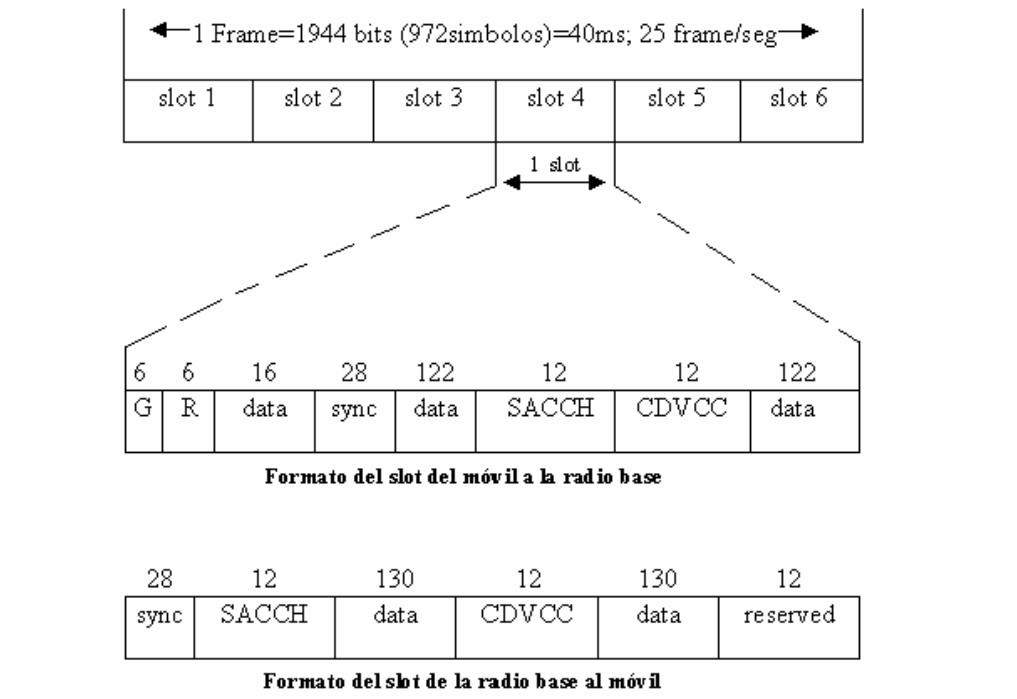 1 Frame=1944 bits (972simbolos)=40ms; 25 frame/seg
slot 1 slot 2 slot 3 slot 4 slot 5 slot 6
1 slot
6 6 16 28 122 12 12 122
G R data sync data SACCH CDVCC data
Formato del slot del móvil a la radio base
28 12 130 12 130 12
sync SACCH data CDVCC data reserved
Formato del slot de la radio base al móvil